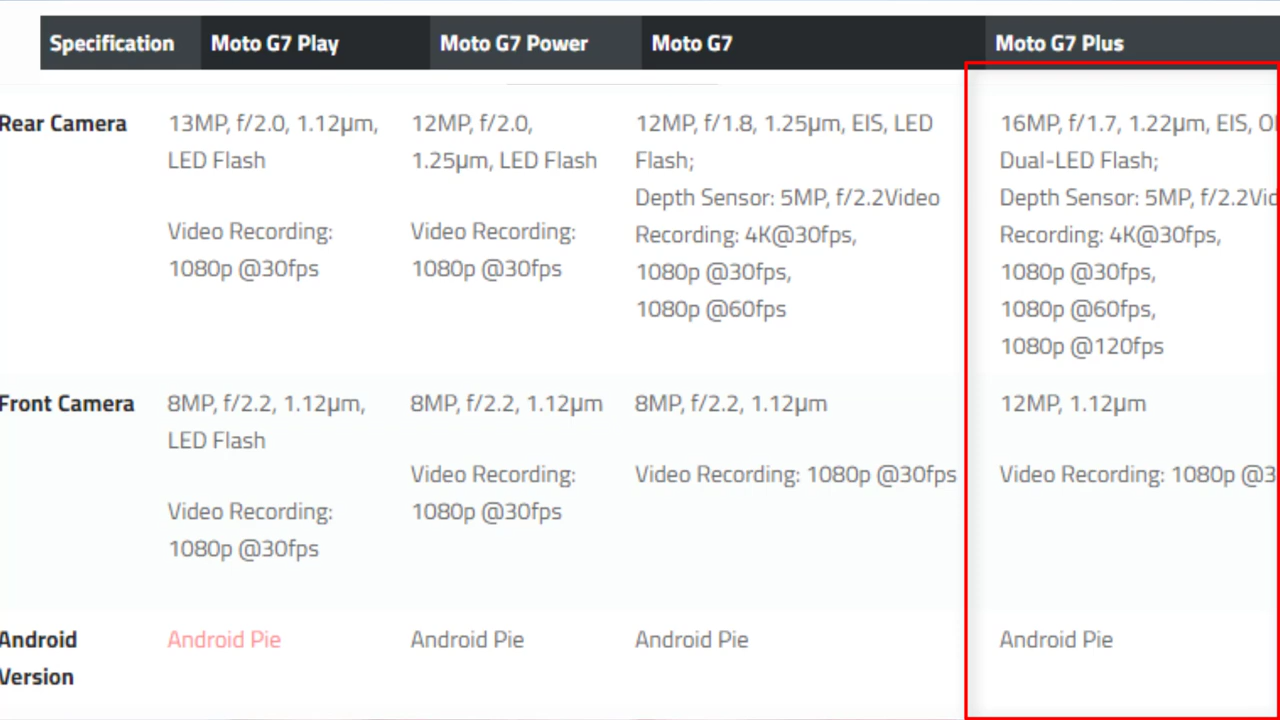 Specification Moto G7 Play Moto G7 Power Moto G7 Moto G7 Plus
Rear Camera
13MP, f/2.0, 1.12µm,
LED Flash
Video Recording:
1080p @30fps
12MP, f/2.0,
1.25µm, LED Flash
Video Recording:
1080p @30fps
12MP, f/1.8, 1.25µm, EIS, LED
Flash;
Depth Sensor: 5MP, f/2.2Video
Recording: 4K@30fps,
1080p @30fps,
1080p @60fps
16MP, f/1.7, 1.22µm, EIS,
Dual-LED Flash;
Depth Sensor: 5MP, f/2.2Vid
Recording: 4K@30fps,
1080p @30fps,
1080p @60fps,
1080p @120fps
Front Camera
8MP, f/2.2, 1.12µm,
LED Flash
Video Recording:
1080p @30fps
8MP, f/2.2, 1.12µm
Video Recording:
1080p @30fps
8MP, f/2.2, 1.12µm
Video Recording: 1080p @30fps
12MP, 1.12µm
Video Recording: 1080p @3
Android
Version
Android Pie
Android Pie
Android Pie
Android Pie